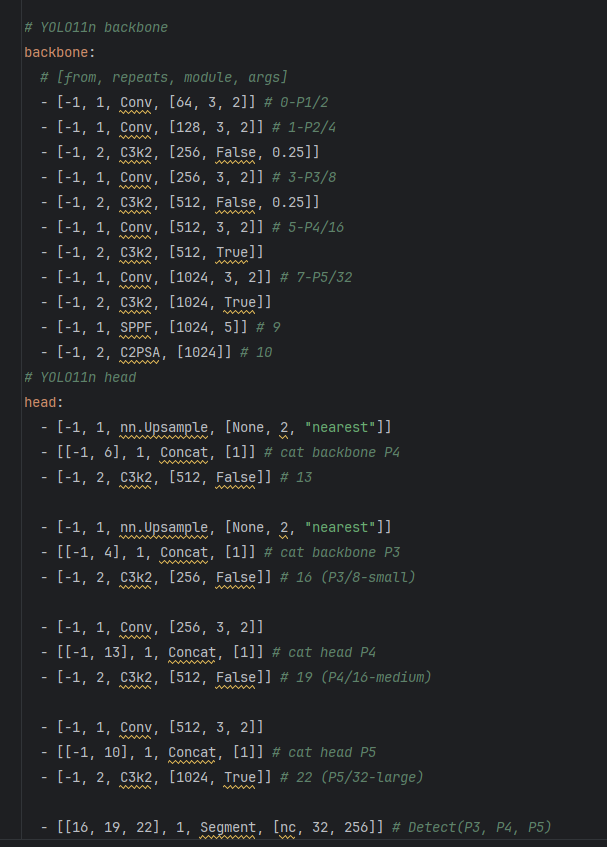 # YOLO11n backbone
backbone:
  # [from, repeats, module, args]
  - [-1, 1, Conv, [64, 3, 2]] # 0-P1/2
  - [-1, 1, Conv, [128, 3, 2]] # 1-P2/4
  - [-1, 2, C3k2, [256, False, 0.25]]
  - [-1, 1, Conv, [256, 3, 2]] # 3-P3/8
  - [-1, 2, C3k2, [512, False, 0.25]]
  - [-1, 1, Conv, [512, 3, 2]] # 5-P4/16
  - [-1, 2, C3k2, [512, True]]
  - [-1, 1, Conv, [1024, 3, 2]] # 7-P5/32
  - [-1, 2, C3k2, [1024, True]]
  - [-1, 1, SPPF, [1024, 5]] # 9
  - [-1, 2, C2PSA, [1024]] # 10
# YOLO11n head
head:
  - [-1, 1, nn.Upsample, [None, 2, "nearest"]]
  - [[-1, 6], 1, Concat, [1]] # cat backbone P4
  - [-1, 2, C3k2, [512, False]] # 13
  - [-1, 1, nn.Upsample, [None, 2, "nearest"]]
  - [[-1, 4], 1, Concat, [1]] # cat backbone P3
  - [-1, 2, C3k2, [256, False]] # 16 (P3/8-small)
  - [-1, 1, Conv, [256, 3, 2]]
  - [[-1, 13], 1, Concat, [1]] # cat head P4
  - [-1, 2, C3k2, [512, False]] # 19 (P4/16-medium)
  - [-1, 1, Conv, [512, 3, 2]]
  - [[-1, 10], 1, Concat, [1]] # cat head P5
  - [-1, 2, C3k2, [1024, True]] # 22 (P5/32-large)
  - [[16, 19, 22], 1, Segment, [nc, 32, 256]] # Detect(P3, P4, P5)